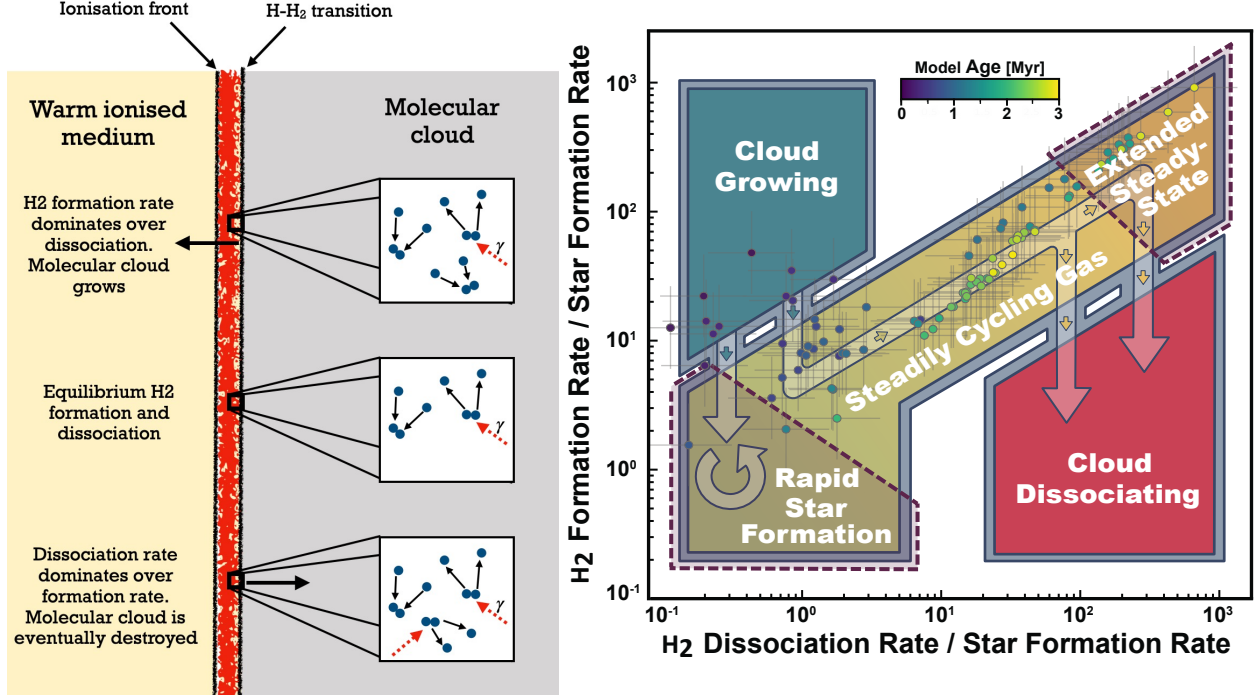 Ionisation front
H-H₂ transition
Warm ionised
medium
Molecular
cloud
H2 formation rate
dominates over
dissociation.
Molecular cloud
grows
γ
Equilibrium H2
formation and
dissociation
γ
Dissociation rate
dominates over
formation rate.
Molecular cloud is
eventually destroyed
γ
H2 Formation Rate / Star Formation Rate
10³
10²
10¹
10⁰
10⁻¹
Model Age [Myr]
0 1 2 3
Cloud
Growing
Extended
Steady-
State
Steadily Cycling Gas
Rapid
Star
Formation
Cloud
Dissociating
10⁻¹ 10⁰ 10¹ 10² 10³
H2 Dissociation Rate / Star Formation Rate